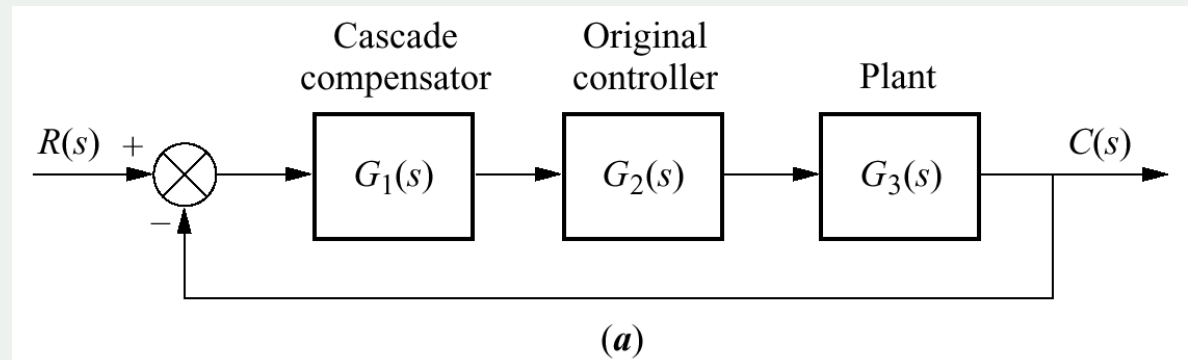 Cascade
compensator
Original
controller
Plant
R(s)
+
−
G₁(s)
G₂(s)
G₃(s)
C(s)
(a)